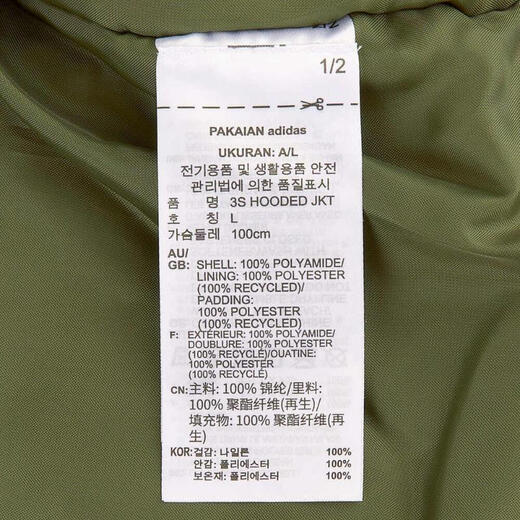 1/2
PAKAIAN adidas
UKURAN: A/L
전기용품 및 생활용품 안전
관리법에 의한 품질표시
품 명 3S HOODED JKT
호 칭 L
가슴둘레 100cm
AU/
GB: SHELL: 100% POLYAMIDE/
LINING: 100% POLYESTER
(100% RECYCLED)/
PADDING:
100% POLYESTER
(100% RECYCLED)
F: EXTÉRIEUR: 100% POLYAMIDE/
DOUBLURE: 100% POLYESTER
(100% RECYCLÉ)/OUATINE:
100% POLYESTER
(100% RECYCLÉ)
CN: 主料: 100% 锦纶/里料:
100% 聚酯纤维(再生)/
填充物: 100% 聚酯纤维(再
生)
KOR: 겉감: 나일론 100%
안감: 폴리에스터 100%
보온재: 폴리에스터 100%